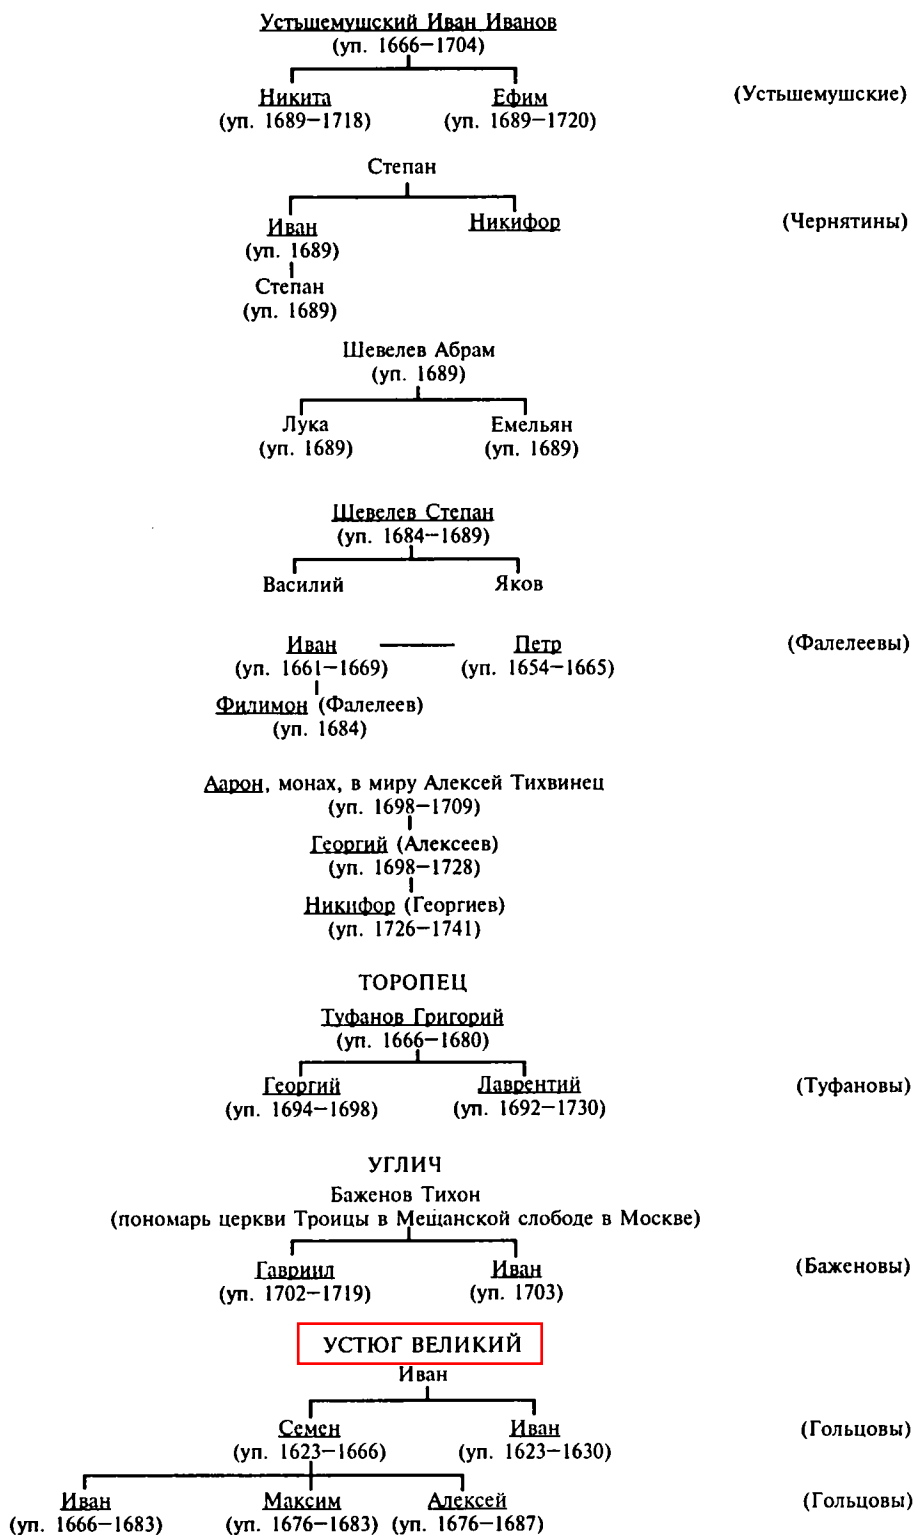 Устьшемушский Иван Иванов
(уп. 1666—1704)
Никита Ефим (Устьшемушские)
(уп. 1689—1718) (уп. 1689—1720)
Степан
Иван Никифор (Чернятины)
(уп. 1689)
Степан
(уп. 1689)
Шевелев Абрам
(уп. 1689)
Лука Емельян
(уп. 1689) (уп. 1689)
Шевелев Степан
(уп. 1684—1689)
Василий Яков
Иван Петр (Фалелеевы)
(уп. 1661—1669) (уп. 1654—1665)
Филимон (Фалелеев)
(уп. 1684)
Аарон, монах, в миру Алексей Тихвинец
(уп. 1698—1709)
Георгий (Алексеев)
(уп. 1698—1728)
Никифор (Георгиев)
(уп. 1726—1741)
ТОРОПЕЦ
Туфанов Григорий
(уп. 1666—1680)
Георгий Лаврентий (Туфановы)
(уп. 1694—1698) (уп. 1692—1730)
УГЛИЧ
Баженов Тихон
(пономарь церкви Троицы в Мещанской слободе в Москве)
Гавриил Иван (Баженовы)
(уп. 1702—1719) (уп. 1703)
УСТЮГ ВЕЛИКИЙ
Иван
Семен Иван (Гольцовы)
(уп. 1623—1666) (уп. 1623—1630)
Иван Максим Алексей (Гольцовы)
(уп. 1666—1683) (уп. 1676—1683) (уп. 1676—1687)